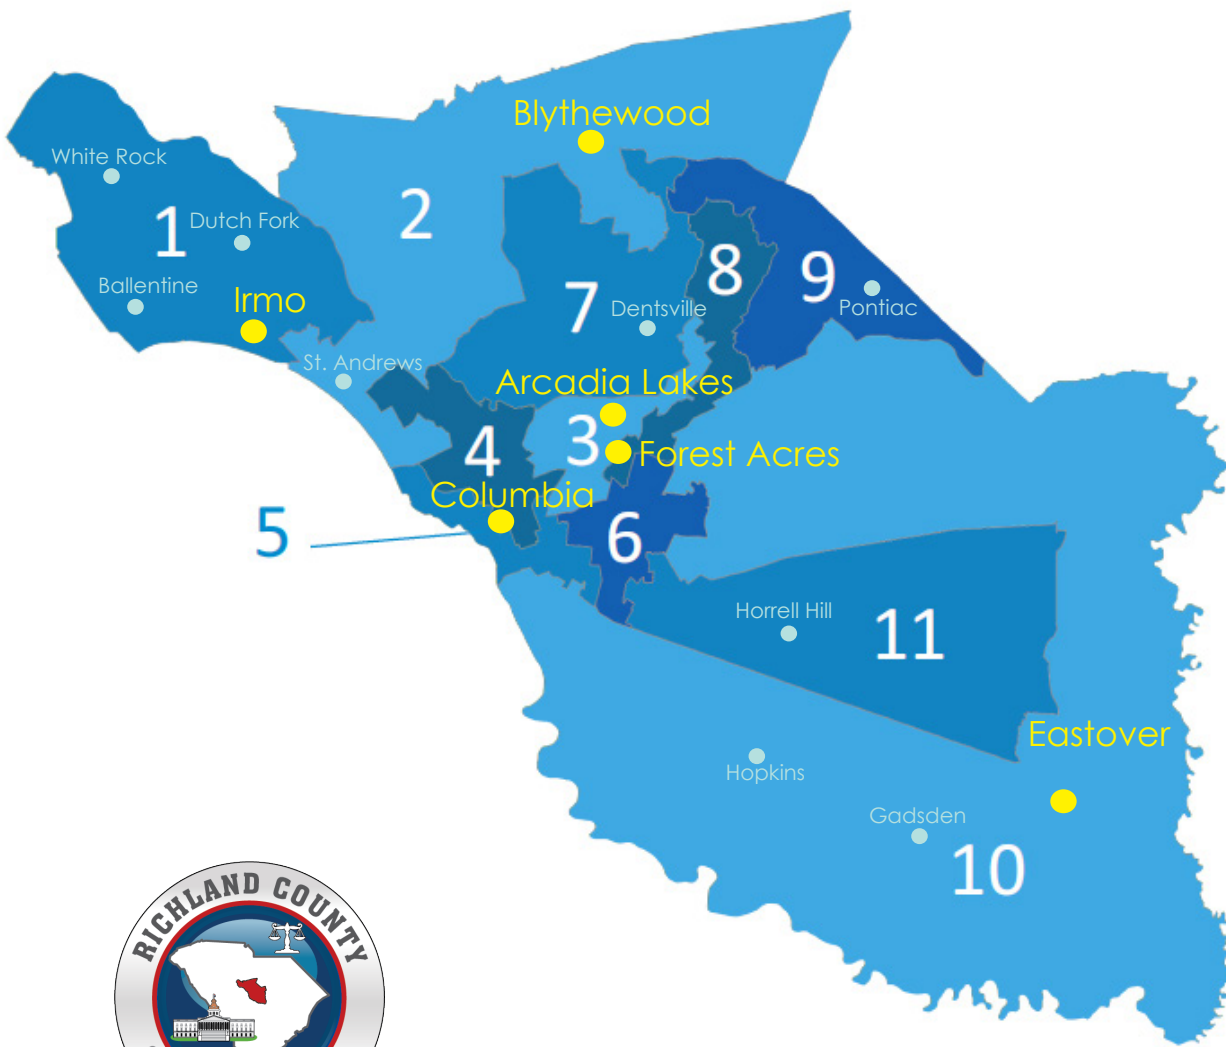 Blythewood
White Rock
2
1
Dutch Fork
8
9
Ballentine
Irmo
7
Dentsville
Pontiac
St. Andrews
Arcadia Lakes
3
Forest Acres
4
Columbia
5
6
Horrell Hill
11
Eastover
Hopkins
Gadsden
10
RICHLAND COUNTY